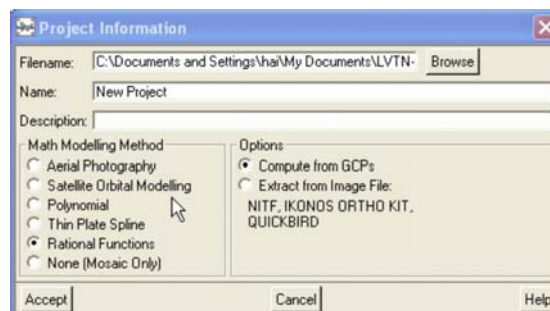 Project Information
Filename: C:\Documents and Settings\hai\My Documents\LVTN- Browse
Name: New Project
Description:
Math Modelling Method
Aerial Photography
Satellite Orbital Modelling
Polynomial
Thin Plate Spline
Rational Functions
None (Mosaic Only)
Options
Compute from GCPs
Extract from Image File:
NITF, IKONOS ORTHO KIT,
QUICKBIRD
Accept Cancel Help